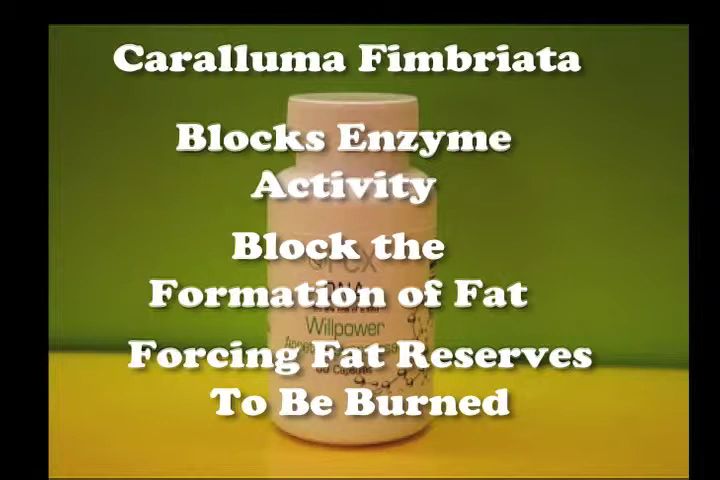 Caralluma Fimbriata
Blocks Enzyme
Activity
Block the
Formation of Fat
Willpower
Forcing Fat Reserves
To Be Burned